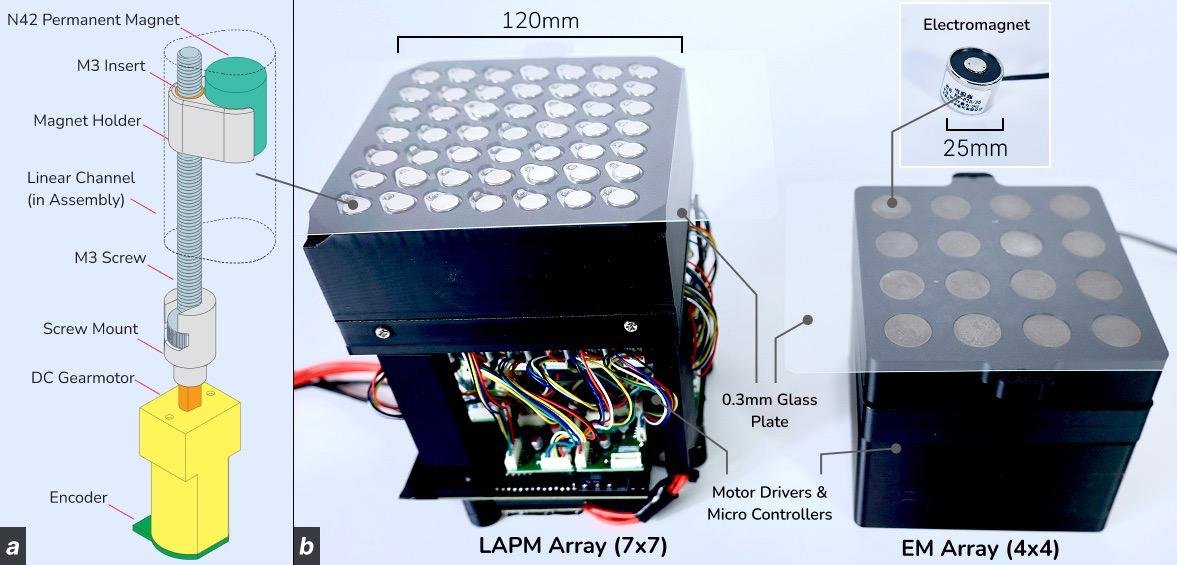 N42 Permanent Magnet
M3 Insert
Magnet Holder
Linear Channel
(in Assembly)
M3 Screw
Screw Mount
DC Gearmotor
Encoder
a
120mm
Electromagnet
25mm
0.3mm Glass
Plate
Motor Drivers &
Micro Controllers
b
LAPM Array (7x7)
EM Array (4x4)